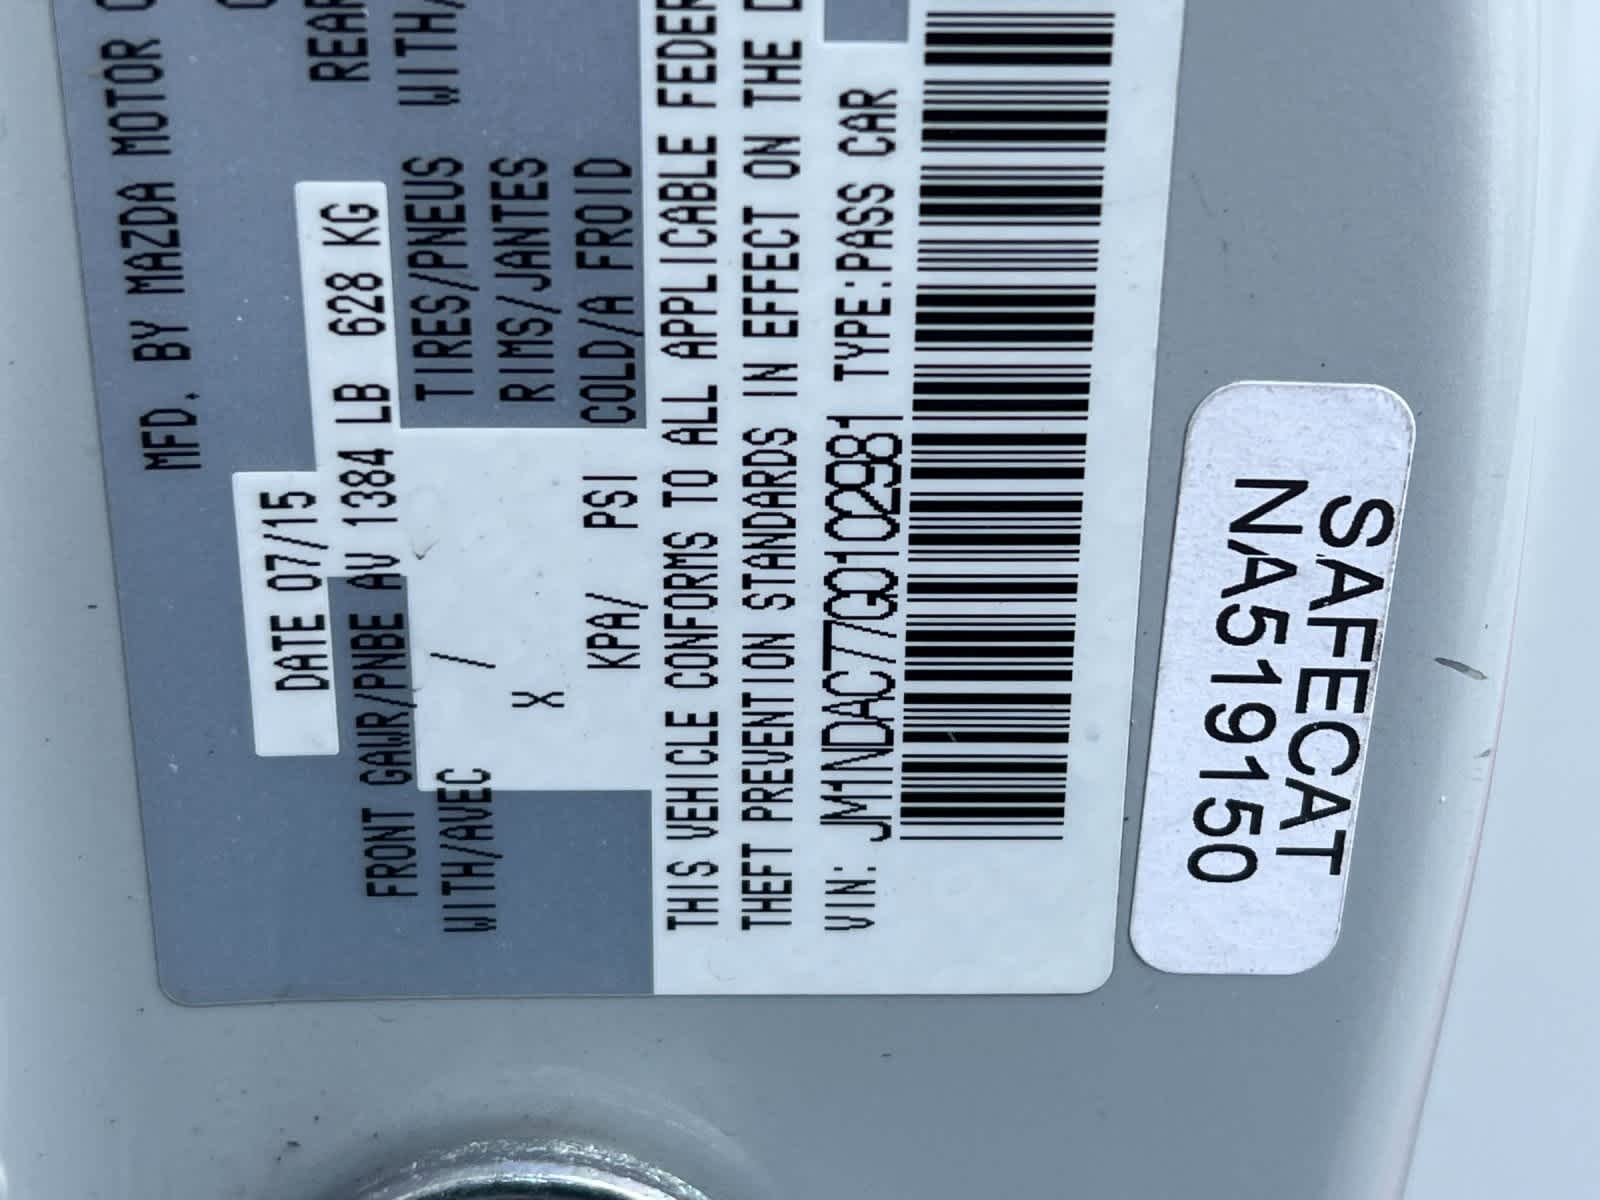 MFD. BY MAZDA MOTOR C
DATE 07/15
FRONT GAWR/PNBE AV 1384 LB 628 KG REAR
WITH/AVEC / TIRES/PNEUS WITH/
X RIMS/JANTES
KPA/ PSI COLD/A FROID
THIS VEHICLE CONFORMS TO ALL APPLICABLE FEDER
THEFT PREVENTION STANDARDS IN EFFECT ON THE D
VIN: JM1NDAC77G0102981 TYPE:PASS CAR
SAFECAT
NA519150